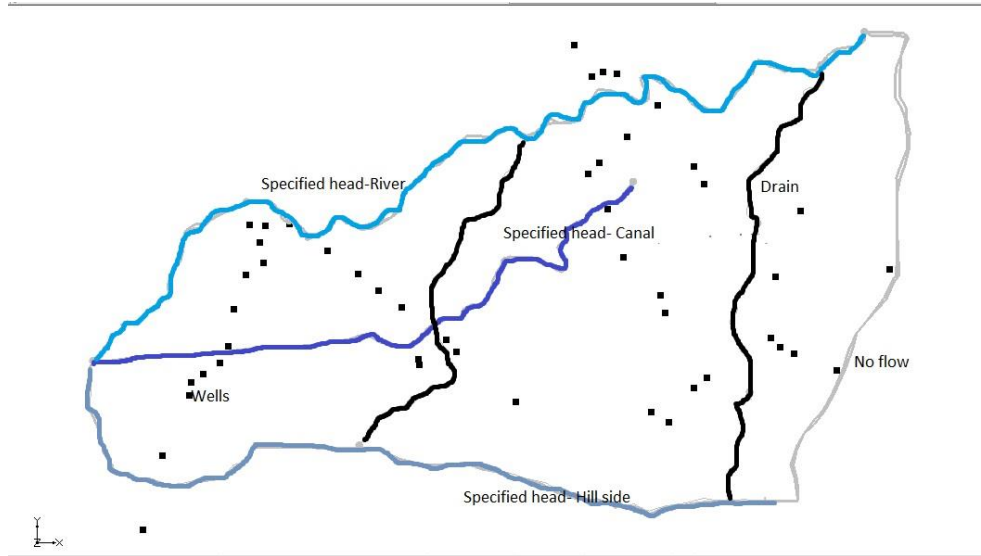 Specified head-River
Drain
Specified head- Canal
No flow
Wells
Specified head- Hill side
Y
Z
X